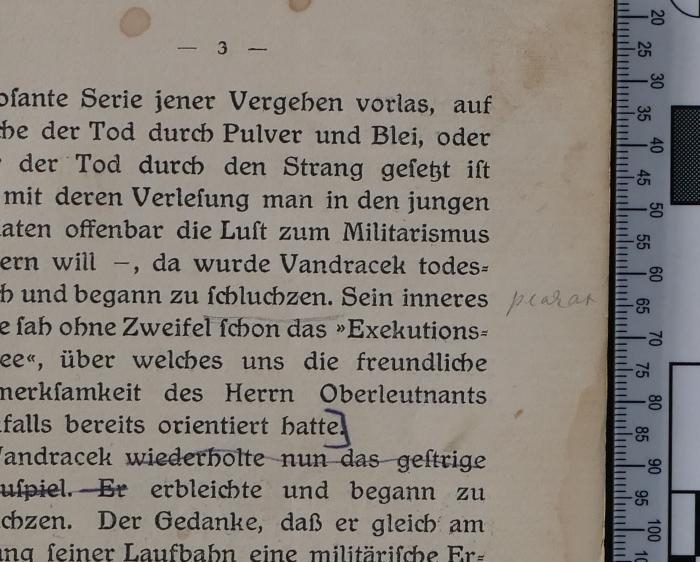 — 3 —
ofante Serie jener Vergehen vorlas, auf
che der Tod durch Pulver und Blei, oder
der Tod durch den Strang gesetzt ist
mit deren Verlesung man in den jungen
aten offenbar die Lust zum Militarismus
ern will –, da wurde Vandracek todes=
h und begann zu schluchzen. Sein inneres
e sah ohne Zweifel schon das »Exekutions=
ee«, über welches uns die freundliche
merksamkeit des Herrn Oberleutnants
falls bereits orientiert hatte.
Vandracek wiederholte nun das gestrige
ufspiel. Er erbleichte und begann zu
chzen. Der Gedanke, daß er gleich am
ng seiner Laufbahn eine militärische Er=
20
25
30
35
40
45
50
55
60
65
70
75
80
85
90
95
100